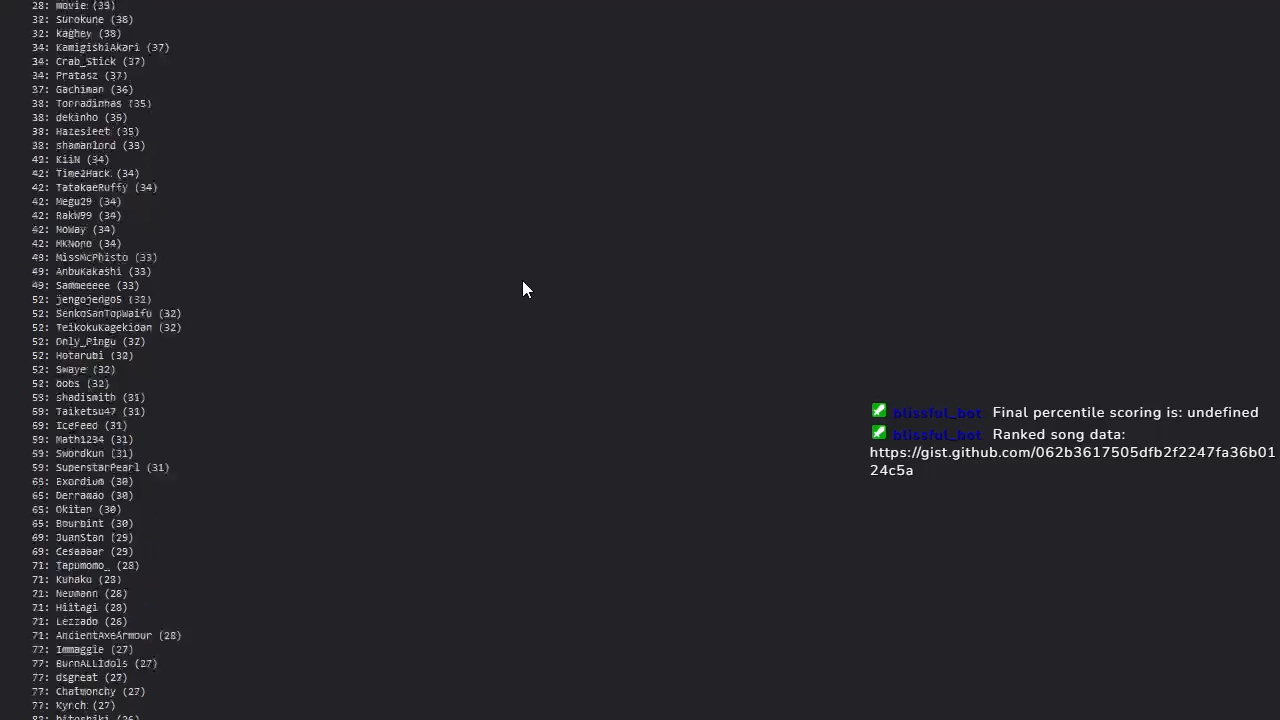 28: movie (39)
32: Surokune (38)
32: kaghey (38)
34: KamigishiAkari (37)
34: Crab_Stick (37)
34: Pratasz (37)
37: Gachiman (36)
38: Torradinhas (35)
38: dekinho (35)
38: Hazesleet (35)
38: shamanlord (35)
42: KiiN (34)
42: Time2Hack (34)
42: TatakaeRuffy (34)
42: Megu29 (34)
42: RakW99 (34)
42: NoWay (34)
42: MKNono (34)
49: MissMcPhisto (33)
49: AnbuKakashi (33)
49: Sammeeeee (33)
52: jengojengo5 (32)
52: SenkoSanTopWaifu (32)
52: TeikokuKagekidan (32)
52: Only_Pingu (32)
52: Hotarubi (32)
52: Swaye (32)
52: bobs (32)
59: shadismith (31)
59: Taiketsu47 (31)
69: IceFeed (31)
59: Math1234 (31)
59: Swordkun (31)
59: SuperstarPearl (31)
65: Exordium (30)
65: Derramao (30)
65: Okiten (30)
65: Bourbint (30)
69: JuanStan (29)
69: Cesaaaar (29)
71: Tapumomo_ (28)
71: Kuhaku (28)
71: Neumann (28)
71: Hiitagi (28)
71: Lezzado (28)
71: AncientAxeArmour (28)
77: Immaggie (27)
77: BurnALLIdols (27)
77: dsgreat (27)
77: Chatmonchy (27)
77: Kynch (27)
82: hitoshiki (26)
blissful_bot Final percentile scoring is: undefined
blissful_bot Ranked song data:
https://gist.github.com/062b3617505dfb2f2247fa36b01
24c5a